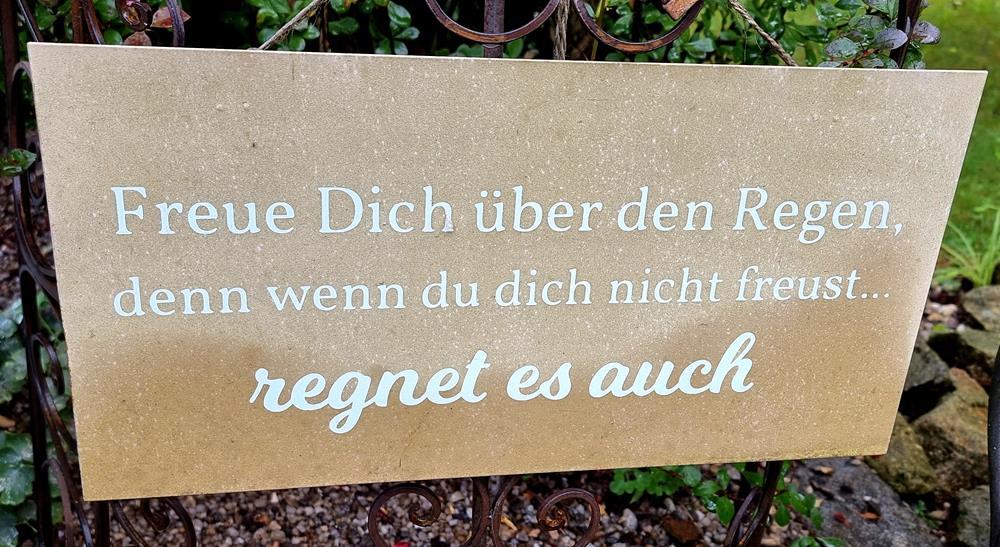 Freue Dich über den Regen,
denn wenn du dich nicht freust...
regnet es auch